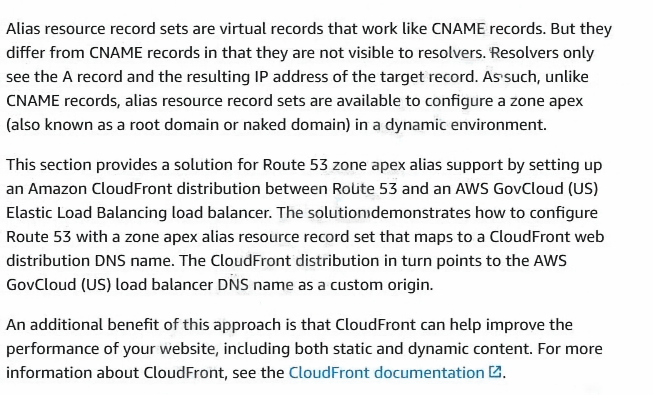 Alias resource record sets are virtual records that work like CNAME records. But they
differ from CNAME records in that they are not visible to resolvers. Resolvers only
see the A record and the resulting IP address of the target record. As such, unlike
CNAME records, alias resource record sets are available to configure a zone apex
(also known as a root domain or naked domain) in a dynamic environment.
This section provides a solution for Route 53 zone apex alias support by setting up
an Amazon CloudFront distribution between Route 53 and an AWS GovCloud (US)
Elastic Load Balancing load balancer. The solution demonstrates how to configure
Route 53 with a zone apex alias resource record set that maps to a CloudFront web
distribution DNS name. The CloudFront distribution in turn points to the AWS
GovCloud (US) load balancer DNS name as a custom origin.
An additional benefit of this approach is that CloudFront can help improve the
performance of your website, including both static and dynamic content. For more
information about CloudFront, see the CloudFront documentation.